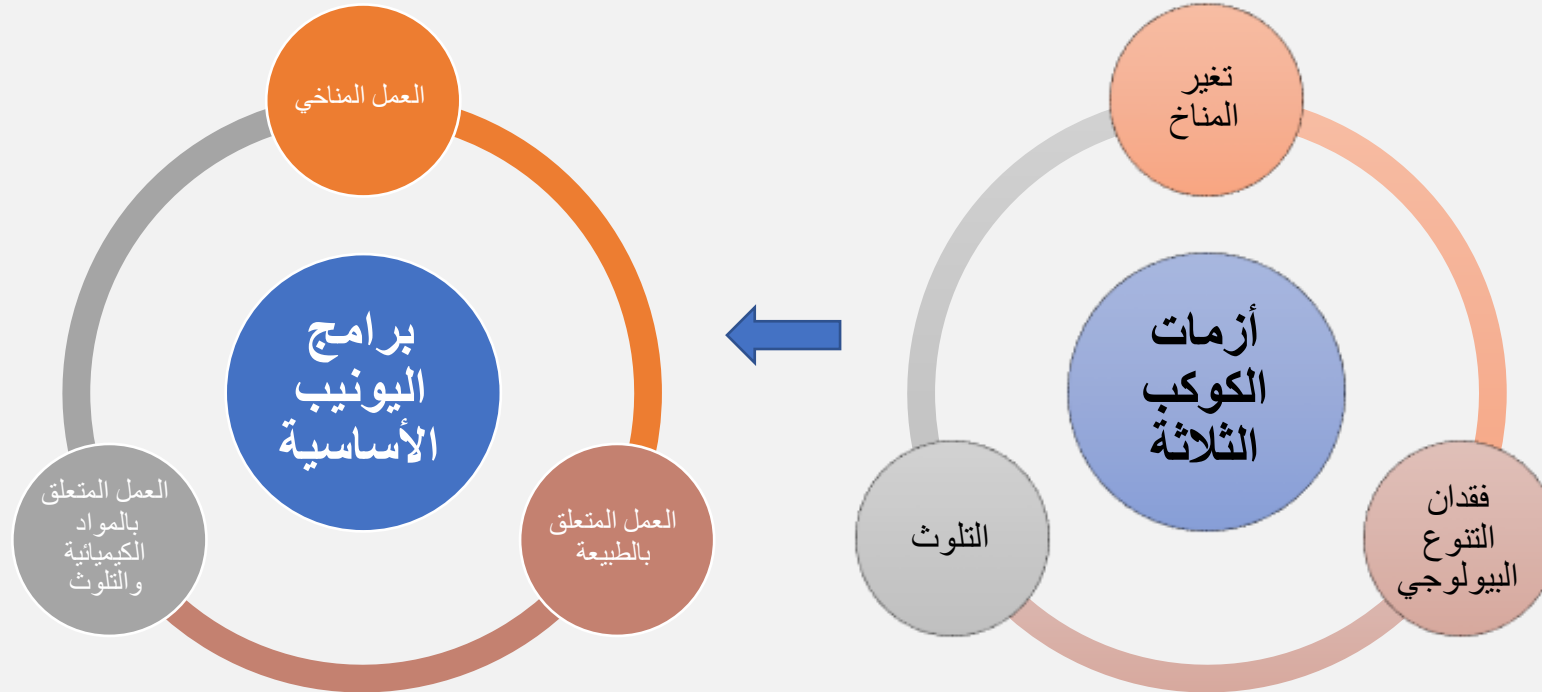 تغير
المناخ
أزمات
الكوكب
الثلاثة
فقدان
التنوع
البيولوجي
التلوث
العمل المناخي
برامج
اليونيب
الأساسية
العمل المتعلق
بالطبيعة
العمل المتعلق
بالمواد
الكيميائية
والتلوث